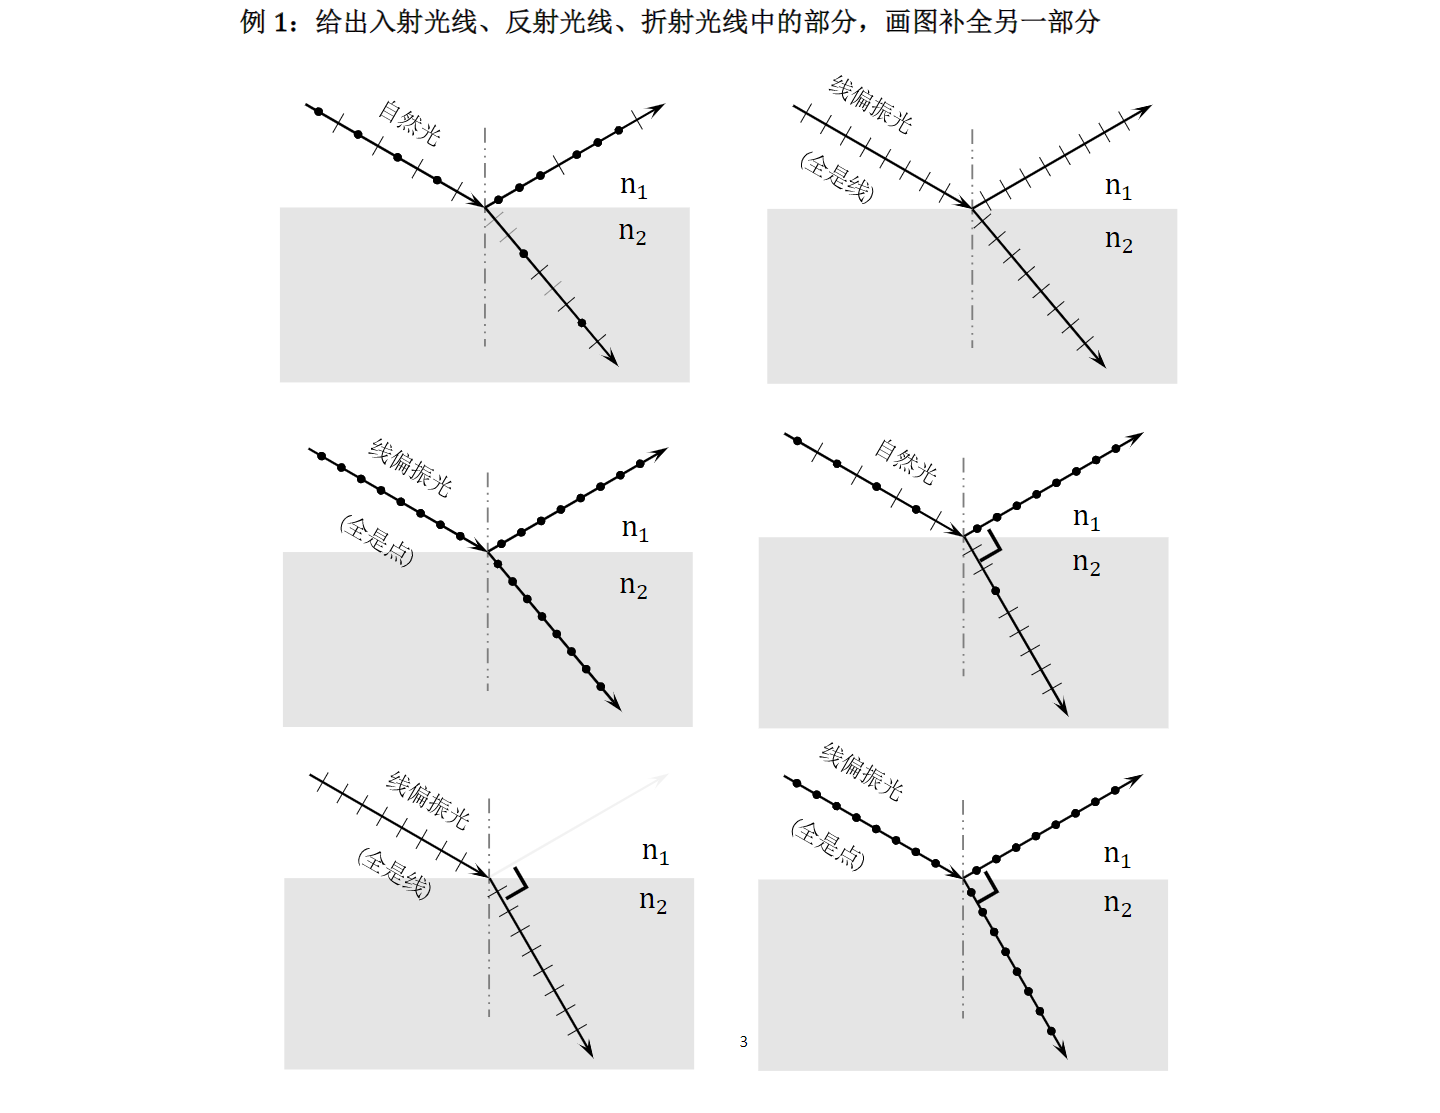 例 1：给出入射光线、反射光线、折射光线中的部分，画图补全另一部分
自然光
n1
n2
线偏振光
(全是线)
n1
n2
线偏振光
(全是点)
n1
n2
自然光
n1
n2
线偏振光
(全是线)
n1
n2
线偏振光
(全是点)
n1
n2
3